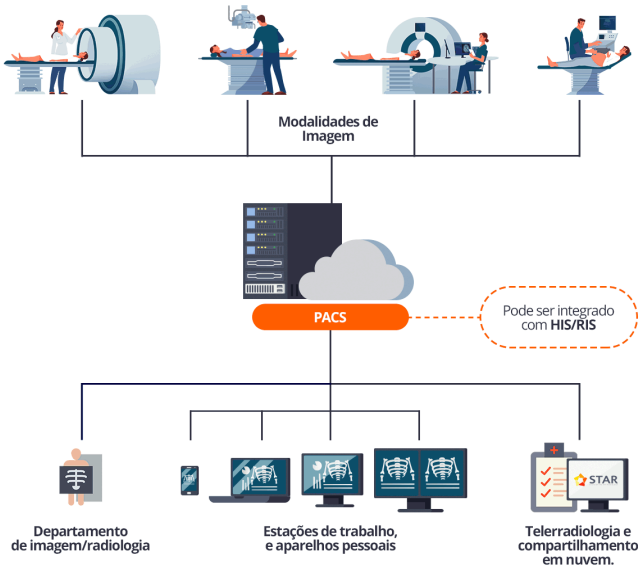 Modalidades de
Imagem
PACS
Pode ser integrado
com HIS/RIS
STAR
Departamento
de imagem/radiologia
Estações de trabalho,
e aparelhos pessoais
Telerradiologia e
compartilhamento
em nuvem.